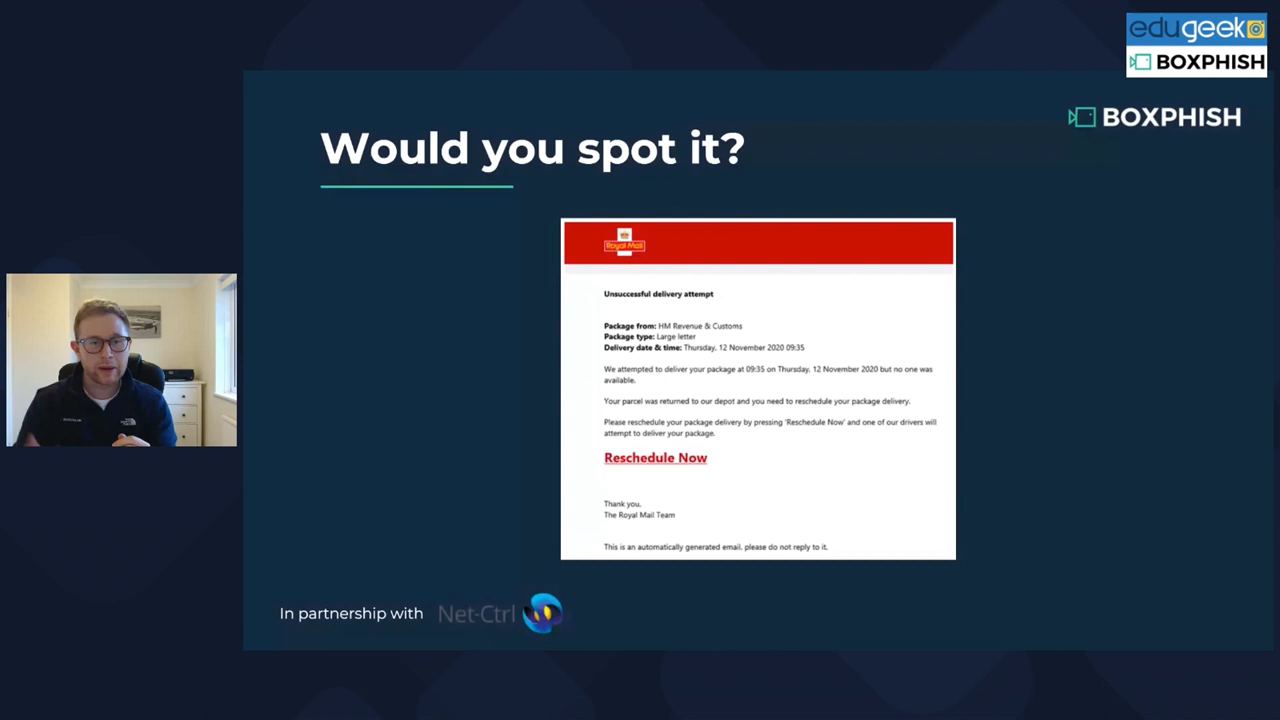 edugeek
BOXPHISH
BOXPHISH
Would you spot it?
Royal Mail
Unsuccessful delivery attempt
Package from: HM Revenue & Customs
Package type: Large letter
Delivery date & time: Thursday, 12 November 2020 09:35
We attempted to deliver your package at 09:35 on Thursday, 12 November 2020 but no one was
available.
Your parcel was returned to our depot and you need to reschedule your package delivery.
Please reschedule your package delivery by pressing 'Reschedule Now' and one of our drivers will
attempt to deliver your package.
Reschedule Now
Thank you,
The Royal Mail Team
This is an automatically generated email, please do not reply to it.
In partnership with Net-Ctrl